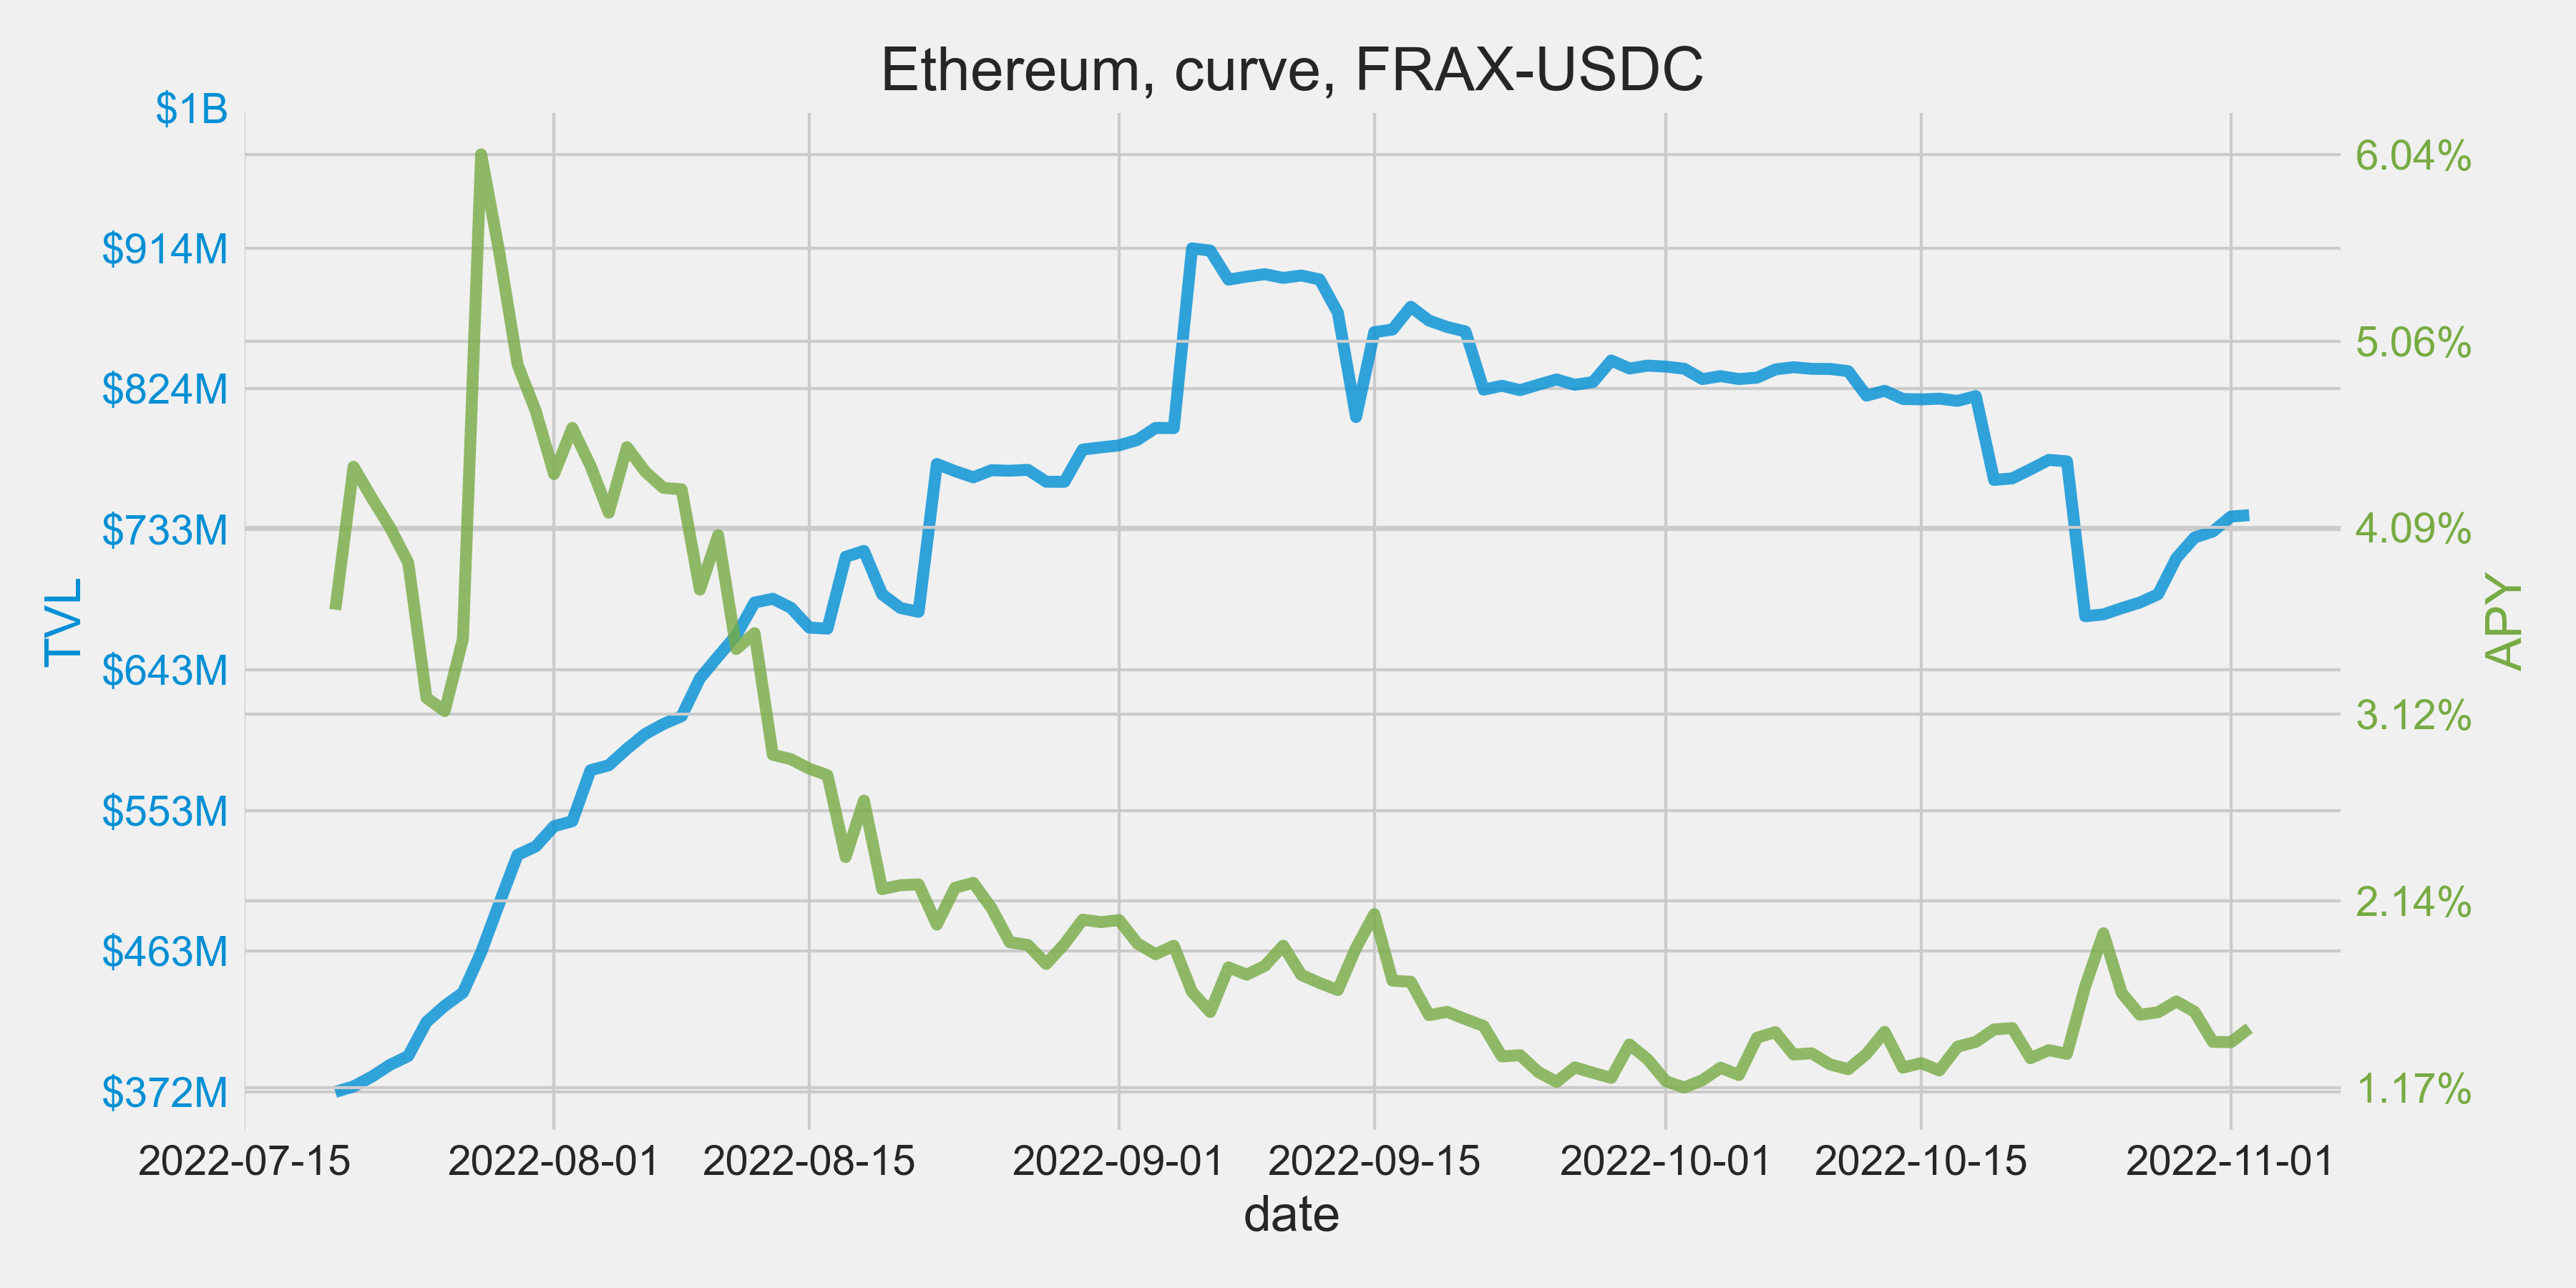 Ethereum, curve, FRAX-USDC
$1B
$914M
$824M
$733M
$643M
$553M
$463M
$372M
TVL
6.04%
5.06%
4.09%
3.12%
2.14%
1.17%
APY
2022-07-15 2022-08-01 2022-08-15 2022-09-01 2022-09-15 2022-10-01 2022-10-15 2022-11-01
date